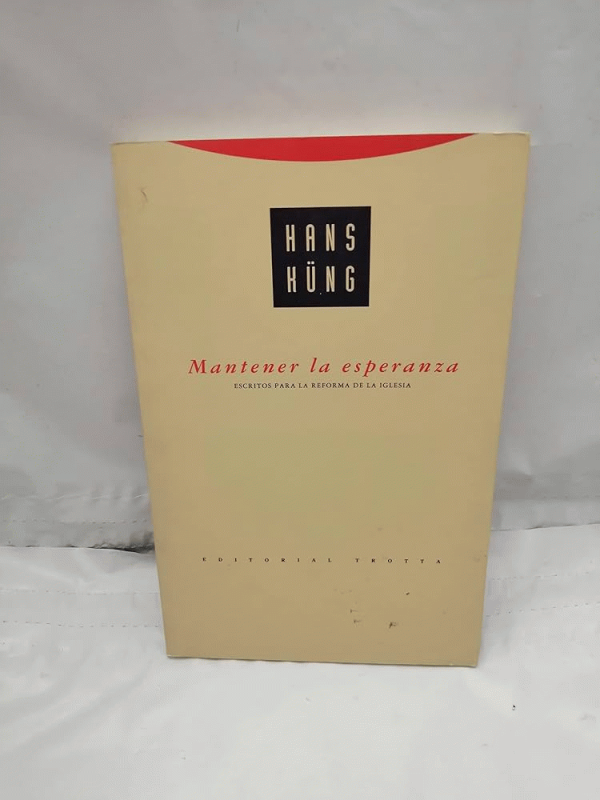 HANS
KÜNG
Mantener la esperanza
ESCRITOS PARA LA REFORMA DE LA IGLESIA
EDITORIAL TROTTA